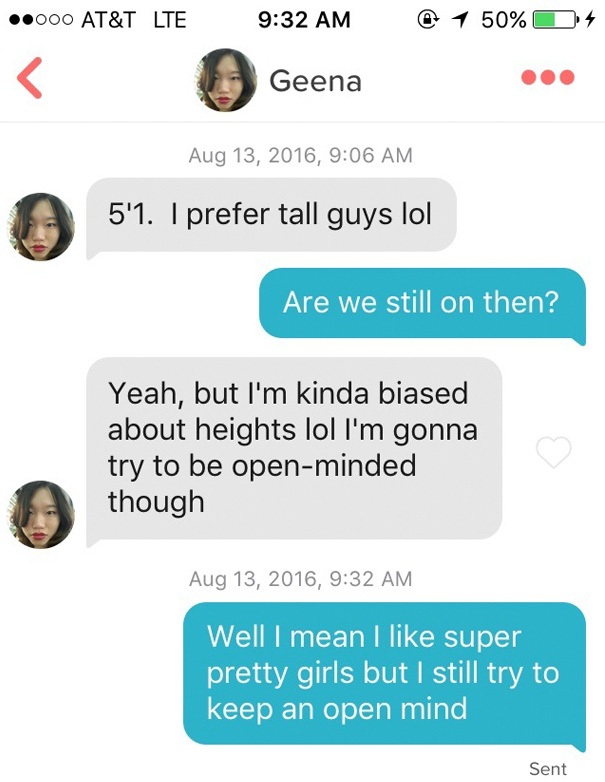 AT&T LTE 9:32 AM 50%
Geena
Aug 13, 2016, 9:06 AM
5'1. I prefer tall guys lol
Are we still on then?
Yeah, but I'm kinda biased
about heights lol I'm gonna
try to be open-minded
though
Aug 13, 2016, 9:32 AM
Well I mean I like super
pretty girls but I still try to
keep an open mind
Sent